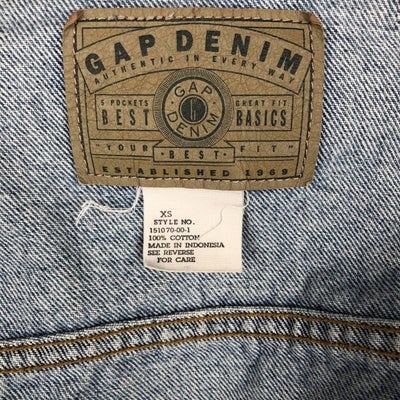 GAP DENIM
AUTHENTIC IN EVERY WAY
5 POCKETS
BEST
GAP
G
DENIM
GREAT FIT
BASICS
"YOUR BEST FIT"
ESTABLISHED 1969
XS
STYLE NO.
151070-00-1
100% COTTON
MADE IN INDONESIA
SEE REVERSE
FOR CARE